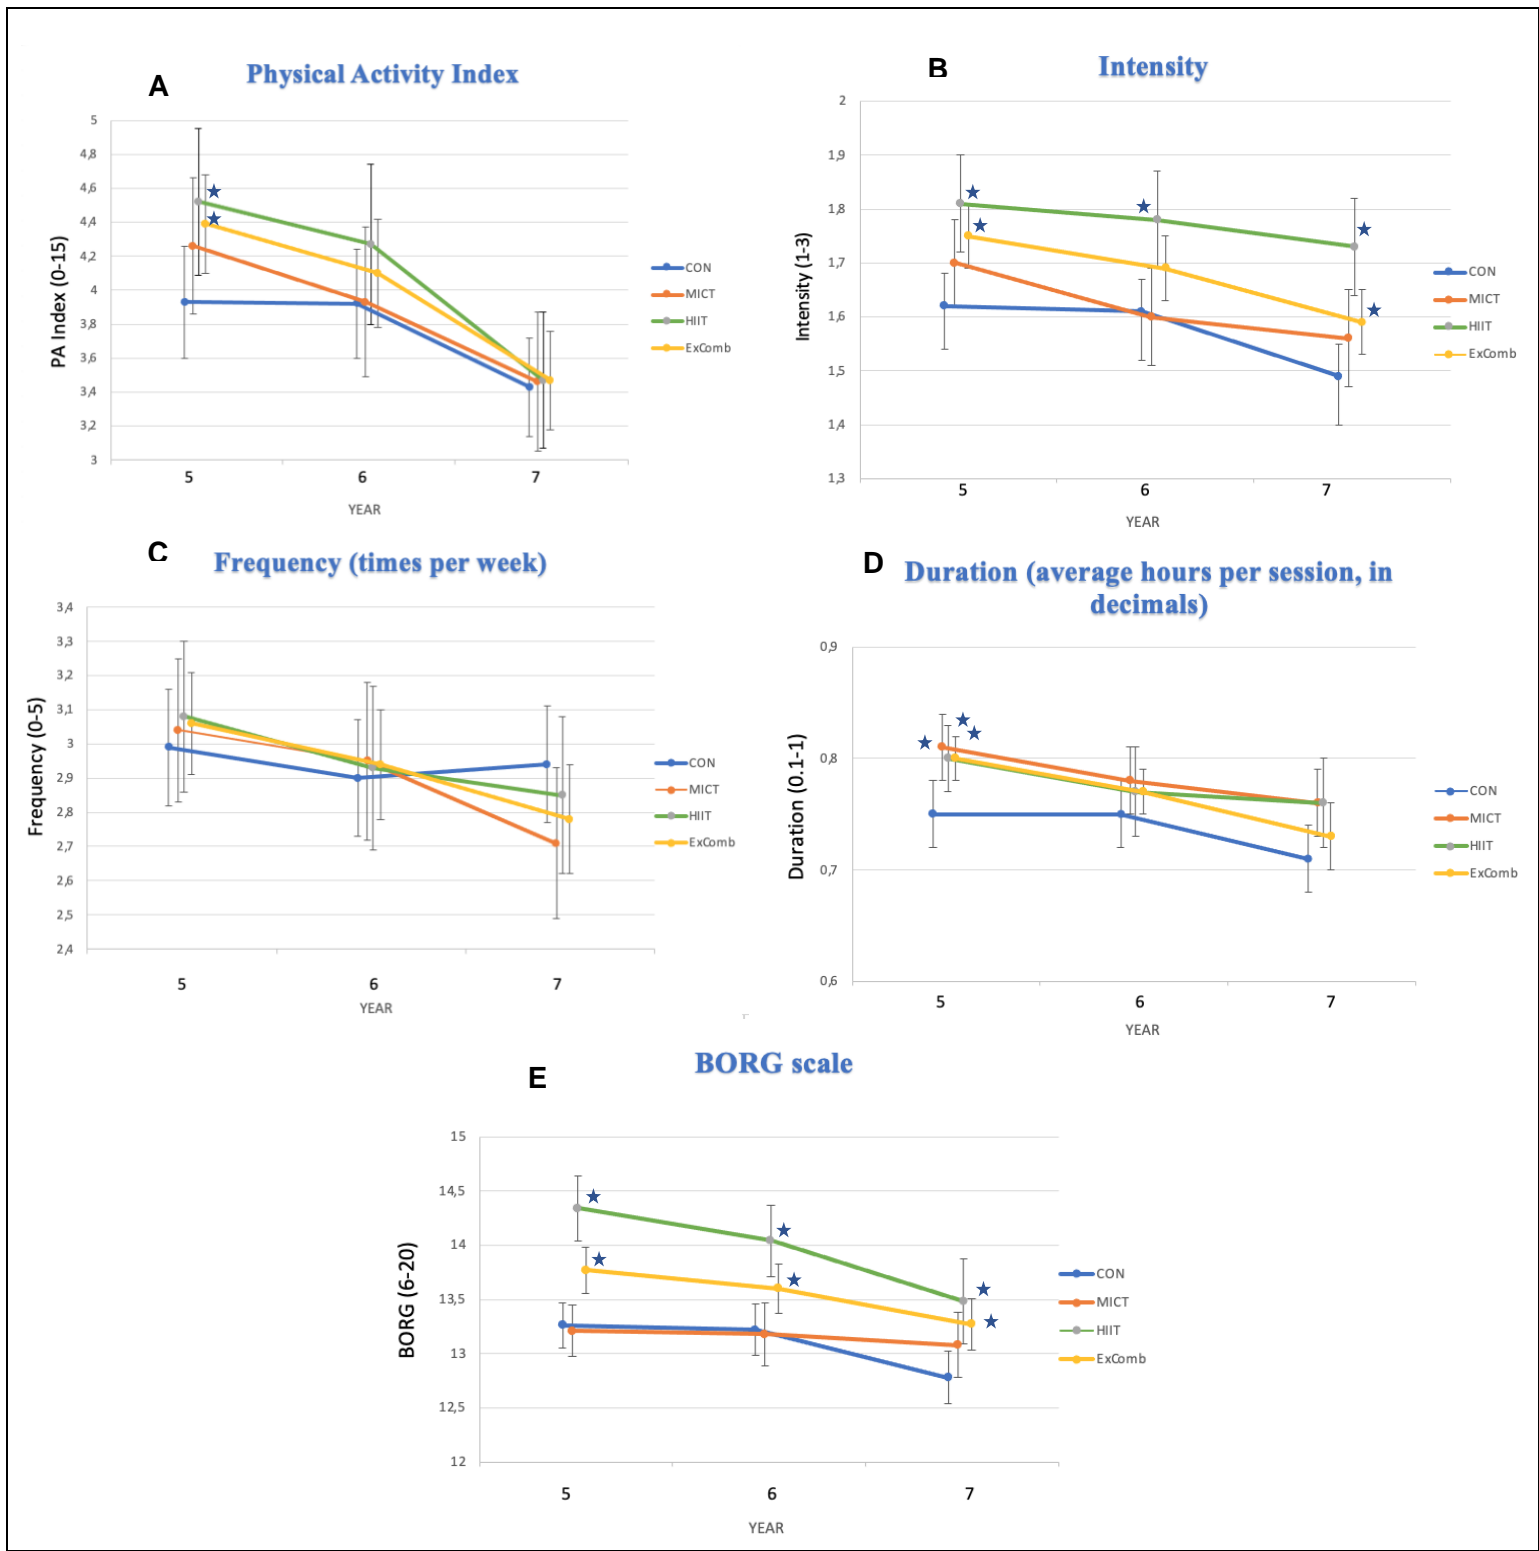 A
Physical Activity Index
PA Index (0-15)
5
4,8
4,6
4,4
4,2
4
3,8
3,6
3,4
3,2
3
5 6 7
YEAR
CON
MICT
HIIT
ExComb
B
Intensity
Intensity (1-3)
2
1,9
1,8
1,7
1,6
1,5
1,4
1,3
5 6 7
YEAR
CON
MICT
HIIT
ExComb
C
Frequency (times per week)
Frequency (0-5)
3,4
3,3
3,2
3,1
3
2,9
2,8
2,7
2,6
2,5
2,4
5 6 7
YEAR
CON
MICT
HIIT
ExComb
D
Duration (average hours per session, in
decimals)
Duration (0.1-1)
0,9
0,8
0,7
0,6
5 6 7
YEAR
CON
MICT
HIIT
ExComb
E
BORG scale
BORG (6-20)
15
14,5
14
13,5
13
12,5
12
5 6 7
YEAR
CON
MICT
HIIT
ExComb